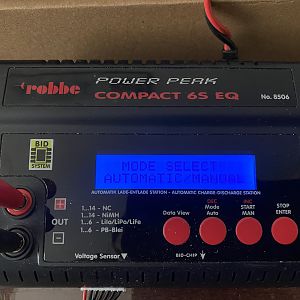 robbe
POWER PEAK
COMPACT 6S EQ
No. 8506
BID
SYSTEM
MODE SELECT
AUTOMATIC/MANUAL
AUTOMATIK LADE-ENTLADE STATION - AUTOMATIC CHARGE DISCHARGE STATION
1...14 - NC
1...14 - NiMH
1...6 - LiIo/LiPo/LiFe
1...6 - PB-Blei
+
OUT
-
Data View
DEC
Mode
Auto
INC
START
MAN
STOP
ENTER
Voltage Sensor
BID-CHIP